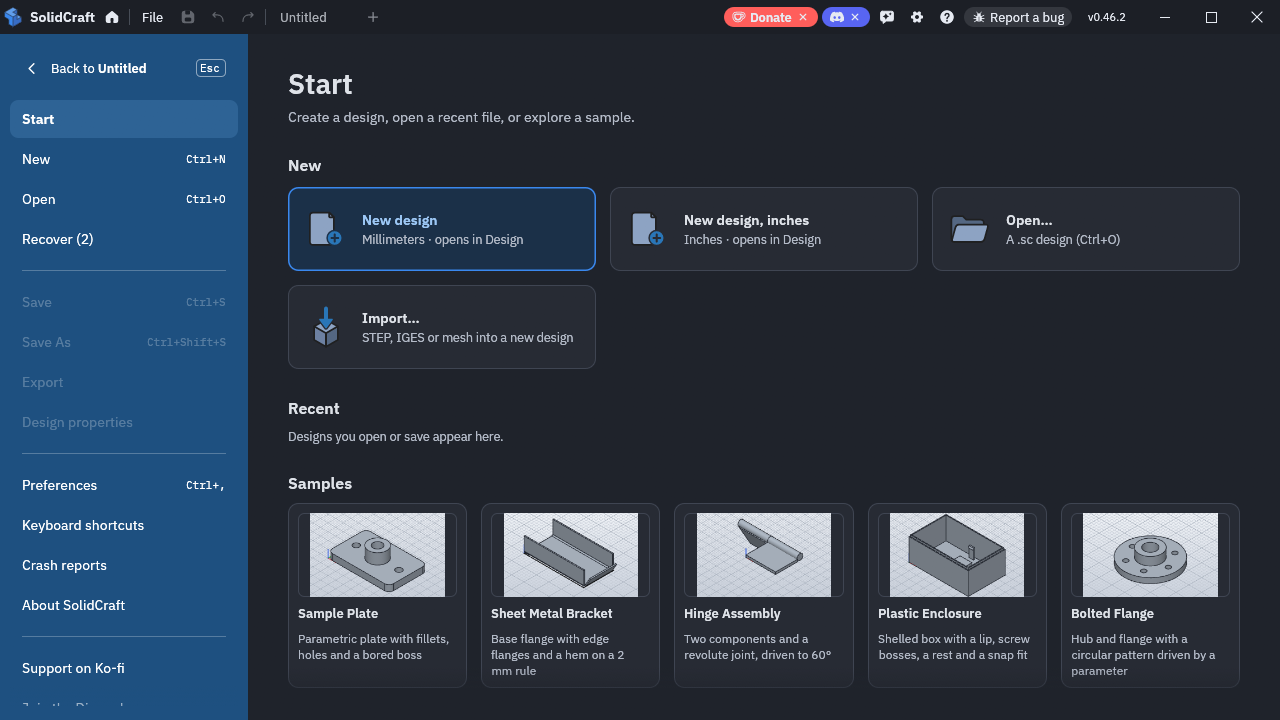 SolidCraft
File
Untitled
Donate
Report a bug
v0.46.2
Back to Untitled
Esc
Start
New Ctrl+N
Open Ctrl+O
Recover (2)
Save Ctrl+S
Save As Ctrl+Shift+S
Export
Design properties
Preferences Ctrl+,
Keyboard shortcuts
Crash reports
About SolidCraft
Support on Ko-fi
Start
Create a design, open a recent file, or explore a sample.
New
New design
Millimeters · opens in Design
New design, inches
Inches · opens in Design
Open...
A .sc design (Ctrl+O)
Import...
STEP, IGES or mesh into a new design
Recent
Designs you open or save appear here.
Samples
Sample Plate
Parametric plate with fillets,
holes and a bored boss
Sheet Metal Bracket
Base flange with edge
flanges and a hem on a 2
mm rule
Hinge Assembly
Two components and a
revolute joint, driven to 60°
Plastic Enclosure
Shelled box with a lip, screw
bosses, a rest and a snap fit
Bolted Flange
Hub and flange with a
circular pattern driven by a
parameter